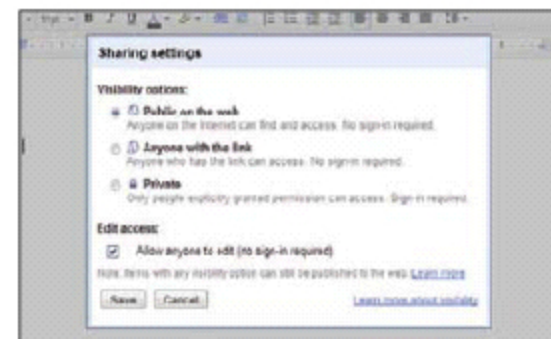 Sharing settings
Visibility options:
Public on the web
Anyone on the Internet can find and access. No sign-in required.
Anyone with the link
Anyone who has the link can access. No sign-in required.
Private
Only people explicitly granted permission can access. Sign-in required.
Edit access:
Allow anyone to edit (no sign-in required)
Note: Items with any visibility option can still be published to the web. Learn more
Save Cancel Learn more about visibility